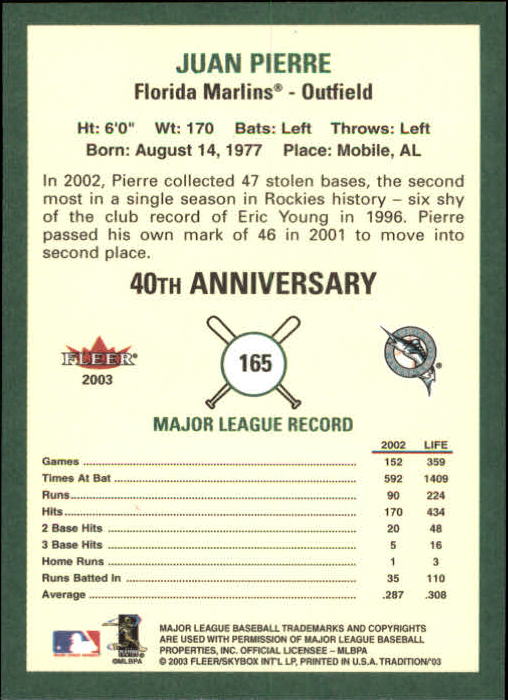 JUAN PIERRE
Florida Marlins® - Outfield
Ht: 6'0" Wt: 170 Bats: Left Throws: Left
Born: August 14, 1977 Place: Mobile, AL
In 2002, Pierre collected 47 stolen bases, the second
most in a single season in Rockies history – six shy
of the club record of Eric Young in 1996. Pierre
passed his own mark of 46 in 2001 to move into
second place.
40TH ANNIVERSARY
FLEER®
2003
165
®
MAJOR LEAGUE RECORD
2002 LIFE
Games 152 359
Times At Bat 592 1409
Runs 90 224
Hits 170 434
2 Base Hits 20 48
3 Base Hits 5 16
Home Runs 1 3
Runs Batted In 35 110
Average .287 .308
MAJOR LEAGUE BASEBALL TRADEMARKS AND COPYRIGHTS
ARE USED WITH PERMISSION OF MAJOR LEAGUE BASEBALL
PROPERTIES, INC. OFFICIAL LICENSEE – MLBPA
©MLBPA © 2003 FLEER/SKYBOX INT'L LP, PRINTED IN U.S.A. TRADITION/'03